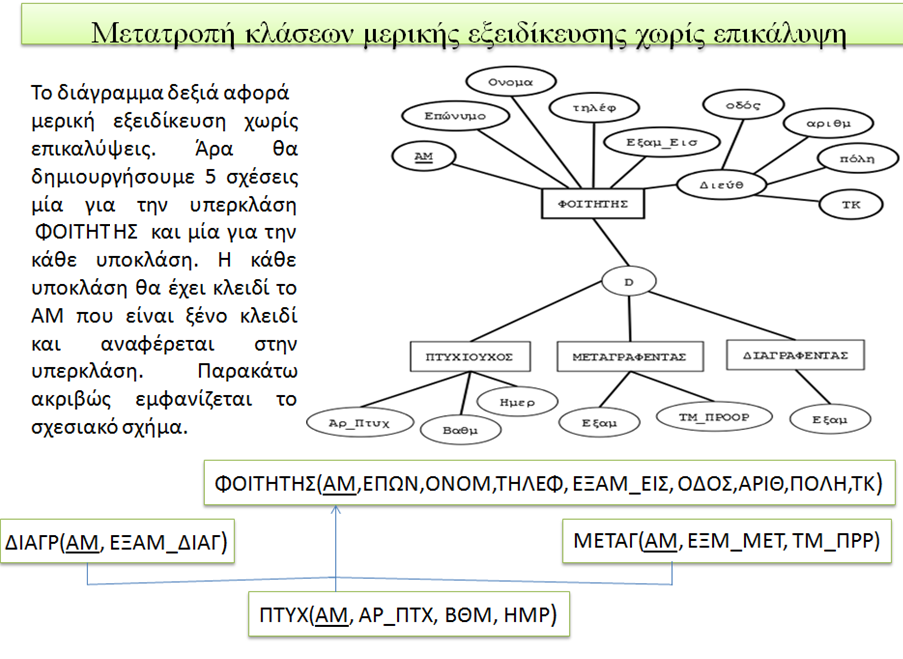 Μετατροπή κλάσεων μερικής εξειδίκευσης χωρίς επικάλυψη
Το διάγραμμα δεξιά αφορά
μερική εξειδίκευση χωρίς
επικαλύψεις. Άρα θα
δημιουργήσουμε 5 σχέσεις
μία για την υπερκλάση
ΦΟΙΤΗΤΗΣ και μία για την
κάθε υποκλάση. Η κάθε
υποκλάση θα έχει κλειδί το
ΑΜ που είναι ξένο κλειδί
και αναφέρεται στην
υπερκλάση. Παρακάτω
ακριβώς εμφανίζεται το
σχεσιακό σχήμα.
Ονομα
Επώνυμο
τηλέφ
οδός
ΑΜ
Εξαμ_Εισ
αριθμ
Διεύθ
πόλη
ΤΚ
ΦΟΙΤΗΤΗΣ
D
ΠΤΥΧΙΟΥΧΟΣ
ΜΕΤΑΓΡΑΦΕΝΤΑΣ
ΔΙΑΓΡΑΦΕΝΤΑΣ
Αρ_Πτυχ
Βαθμ
Ημερ
Εξαμ
ΤΜ_ΠΡΟΟΡ
Εξαμ
ΦΟΙΤΗΤΗΣ(ΑΜ,ΕΠΩΝ,ΟΝΟΜ,ΤΗΛΕΦ, ΕΞΑΜ_ΕΙΣ, ΟΔΟΣ,ΑΡΙΘ,ΠΟΛΗ,ΤΚ)
ΔΙΑΓΡ(ΑΜ, ΕΞΑΜ_ΔΙΑΓ)
ΜΕΤΑΓ(ΑΜ, ΕΞΜ_ΜΕΤ, ΤΜ_ΠΡΡ)
ΠΤΥΧ(ΑΜ, ΑΡ_ΠΤΧ, ΒΘΜ, ΗΜΡ)